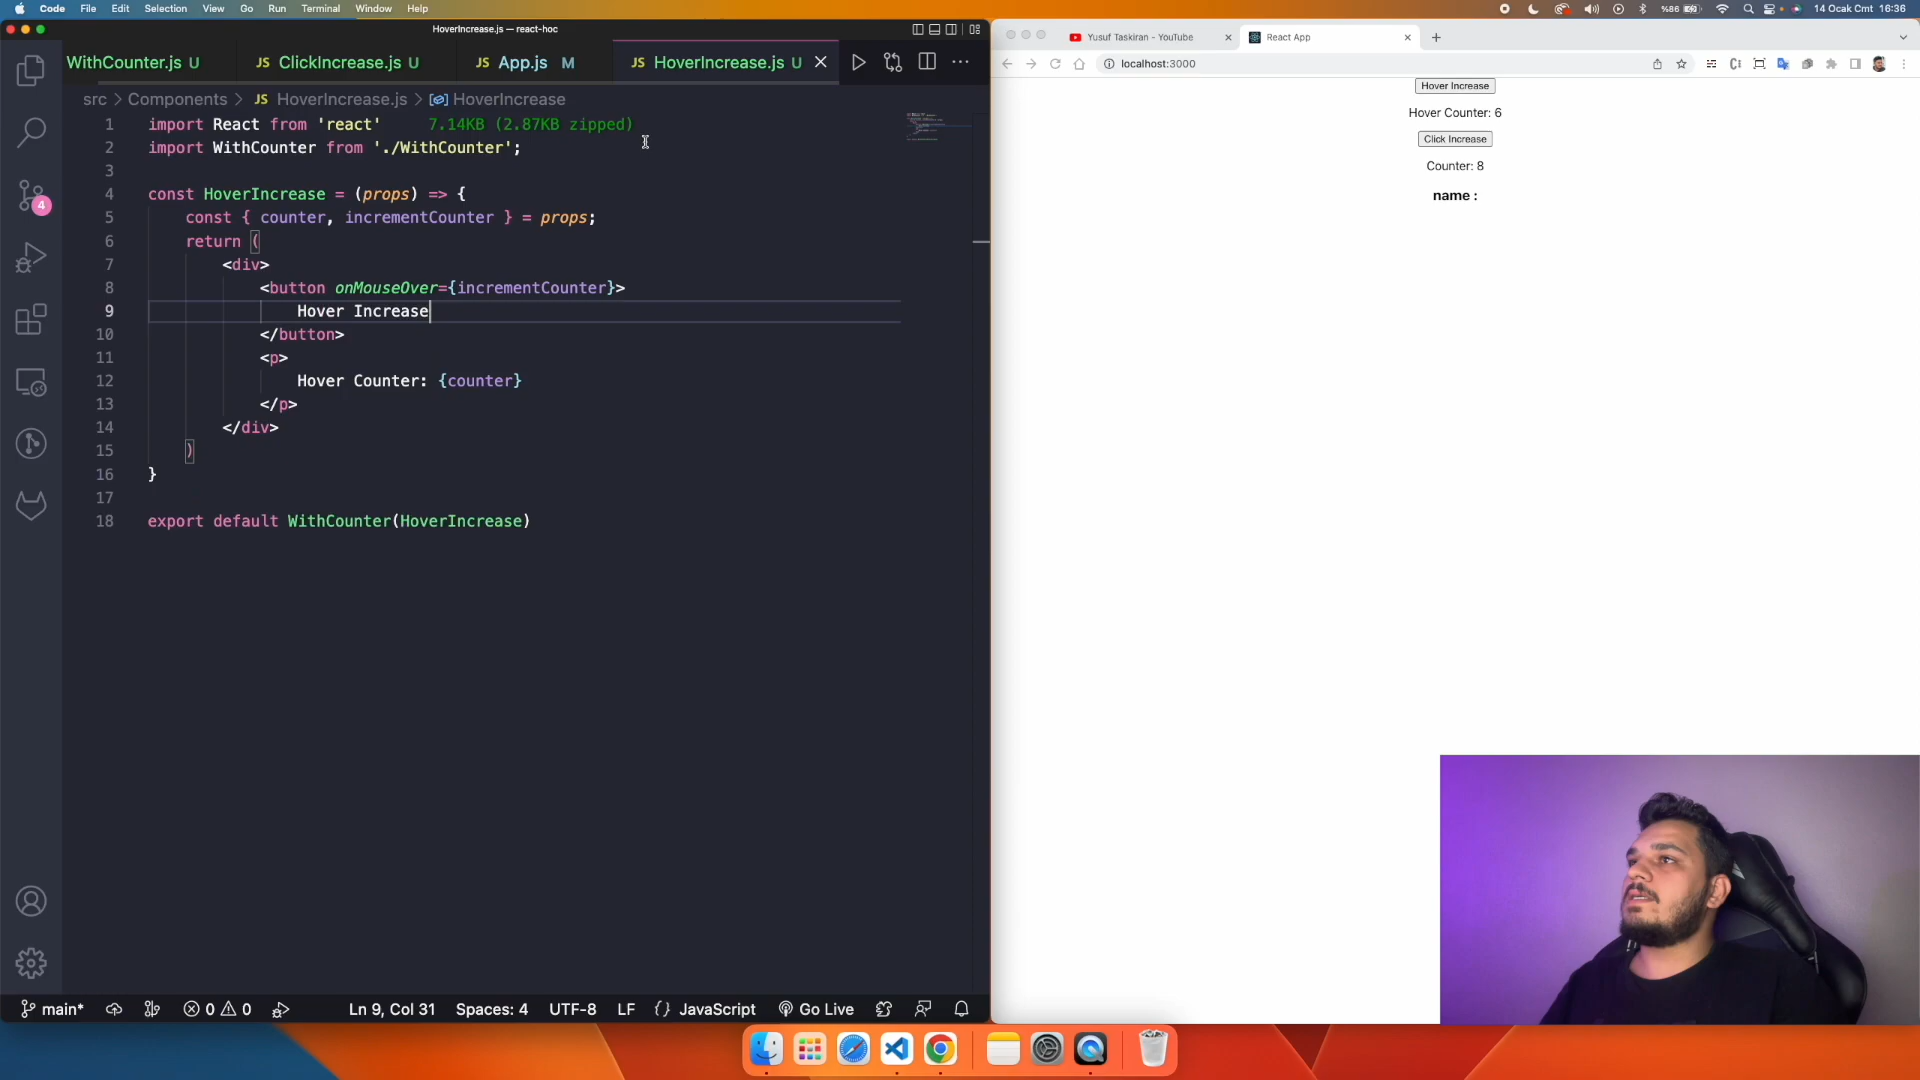 Code File Edit Selection View Go Run Terminal Window Help
%86 14 Ocak Cmt 16:36
HoverIncrease.js — react-hoc
WithCounter.js U JS ClickIncrease.js U JS App.js M JS HoverIncrease.js U
src > Components > JS HoverIncrease.js > HoverIncrease
1 import React from 'react' 7.14KB (2.87KB zipped)
2 import WithCounter from './WithCounter';
3
4 const HoverIncrease = (props) => {
5 const { counter, incrementCounter } = props;
6 return (
7 <div>
8 <button onMouseOver={incrementCounter}>
9 Hover Increase
10 </button>
11 <p>
12 Hover Counter: {counter}
13 </p>
14 </div>
15 )
16 }
17
18 export default WithCounter(HoverIncrease)
4
main* 0 0 Ln 9, Col 31 Spaces: 4 UTF-8 LF {} JavaScript Go Live
Yusuf Taskiran - YouTube React App
localhost:3000
Hover Increase
Hover Counter: 6
Click Increase
Counter: 8
name :